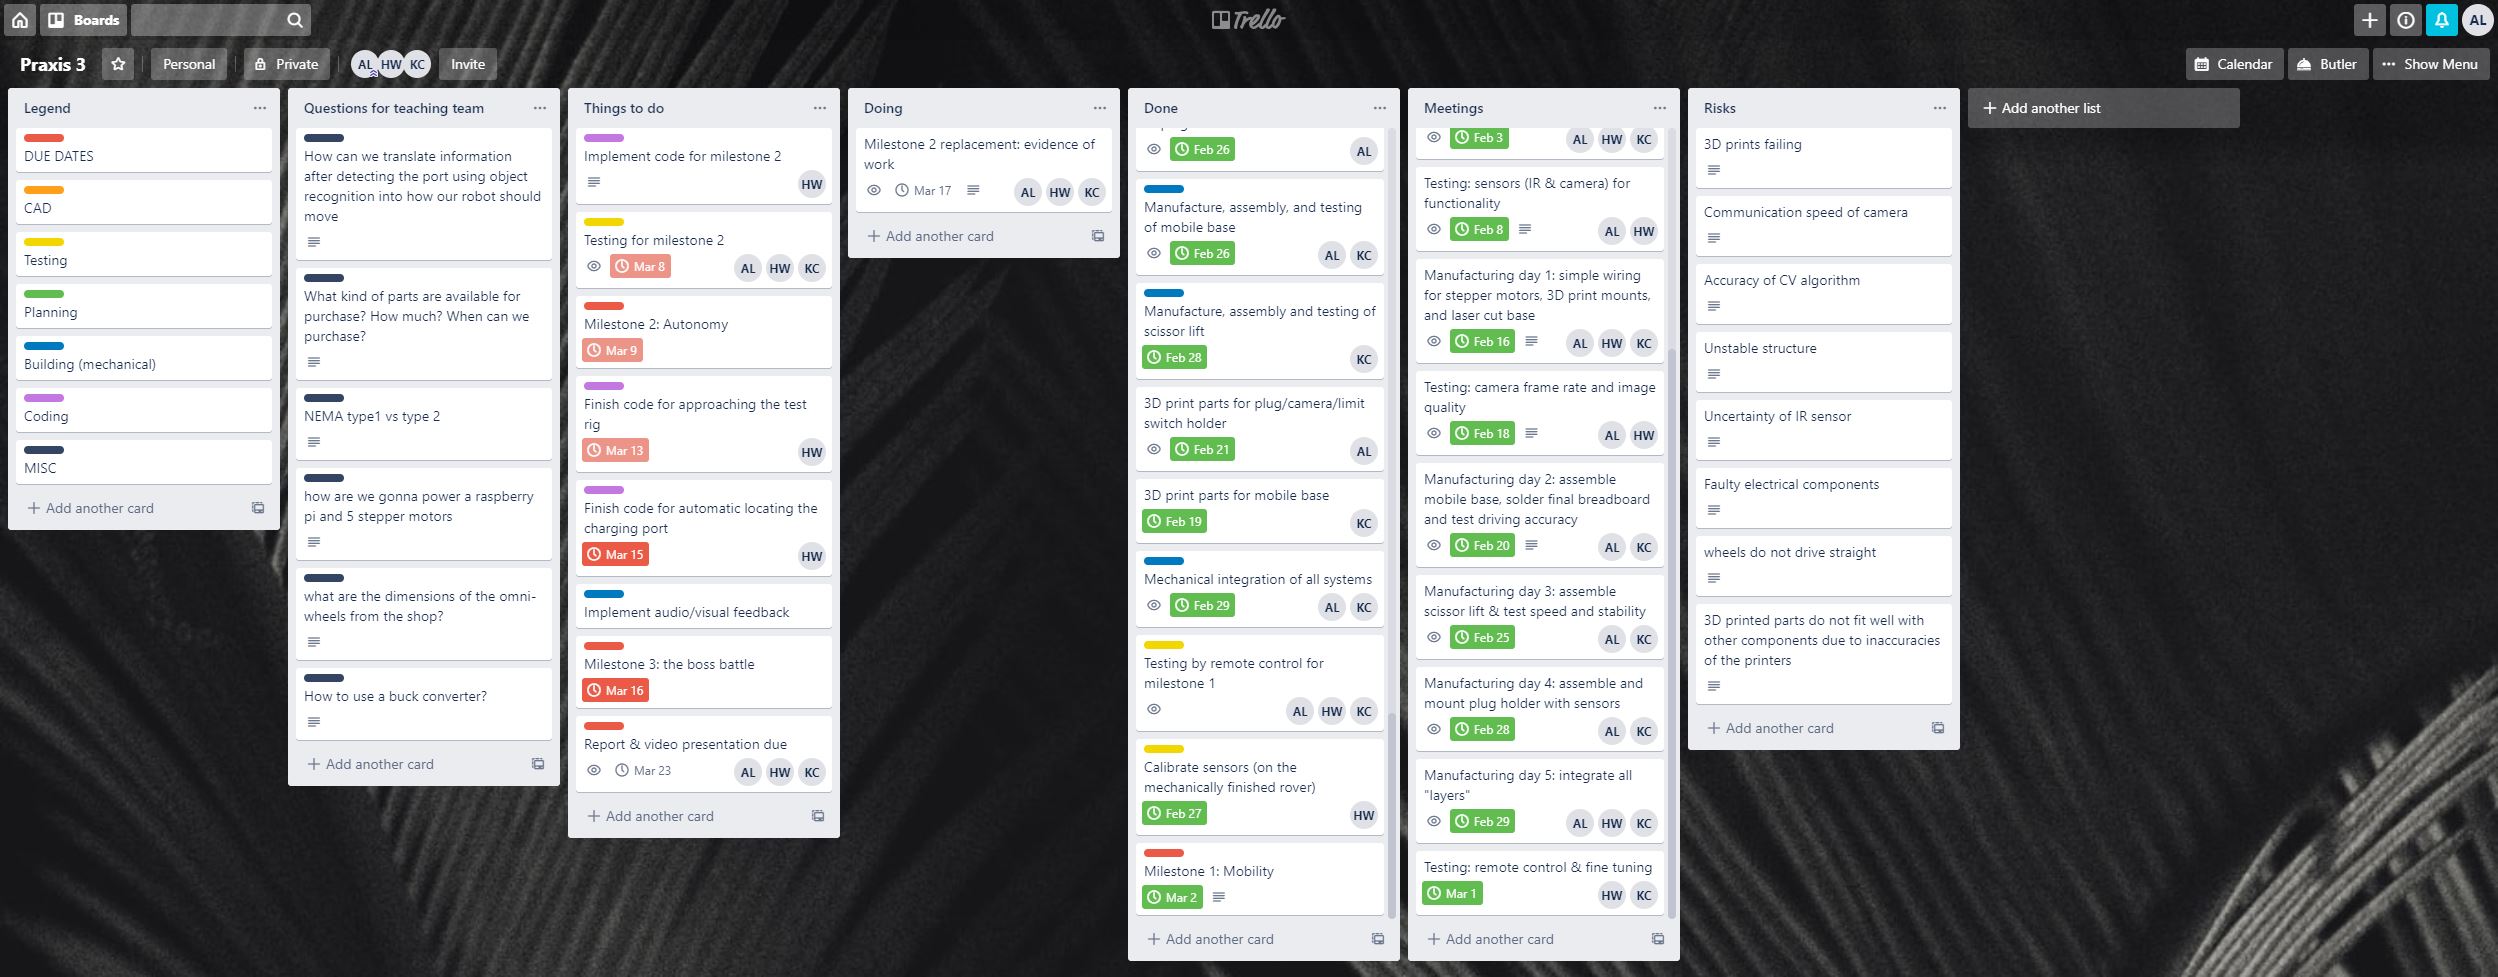 Boards
Trello
AL
Praxis 3
Personal
Private
AL HW KC
Invite
Calendar
Butler
Show Menu
Legend
DUE DATES
CAD
Testing
Planning
Building (mechanical)
Coding
MISC
+ Add another card
Questions for teaching team
How can we translate information
after detecting the port using object
recognition into how our robot should
move
What kind of parts are available for
purchase? How much? When can we
purchase?
NEMA type1 vs type 2
how are we gonna power a raspberry
pi and 5 stepper motors
what are the dimensions of the omni-
wheels from the shop?
How to use a buck converter?
+ Add another card
Things to do
Implement code for milestone 2
HW
Testing for milestone 2
Mar 8 AL HW KC
Milestone 2: Autonomy
Mar 9
Finish code for approaching the test
rig
Mar 13 HW
Finish code for automatic locating the
charging port
Mar 15 HW
Implement audio/visual feedback
Milestone 3: the boss battle
Mar 16
Report & video presentation due
Mar 23 AL HW KC
+ Add another card
Doing
Milestone 2 replacement: evidence of
work
Mar 17 AL HW KC
+ Add another card
Done
Feb 26 AL
Manufacture, assembly, and testing
of mobile base
Feb 26 AL KC
Manufacture, assembly and testing of
scissor lift
Feb 28 KC
3D print parts for plug/camera/limit
switch holder
Feb 21 AL
3D print parts for mobile base
Feb 19 KC
Mechanical integration of all systems
Feb 29 AL KC
Testing by remote control for
milestone 1
AL HW KC
Calibrate sensors (on the
mechanically finished rover)
Feb 27 HW
Milestone 1: Mobility
Mar 2
+ Add another card
Meetings
Feb 3 AL HW KC
Testing: sensors (IR & camera) for
functionality
Feb 8 AL HW
Manufacturing day 1: simple wiring
for stepper motors, 3D print mounts,
and laser cut base
Feb 16 AL HW KC
Testing: camera frame rate and image
quality
Feb 18 AL HW
Manufacturing day 2: assemble
mobile base, solder final breadboard
and test driving accuracy
Feb 20 AL KC
Manufacturing day 3: assemble
scissor lift & test speed and stability
Feb 25 AL KC
Manufacturing day 4: assemble and
mount plug holder with sensors
Feb 28 AL KC
Manufacturing day 5: integrate all
"layers"
Feb 29 AL HW KC
Testing: remote control & fine tuning
Mar 1 HW KC
+ Add another card
Risks
3D prints failing
Communication speed of camera
Accuracy of CV algorithm
Unstable structure
Uncertainty of IR sensor
Faulty electrical components
wheels do not drive straight
3D printed parts do not fit well with
other components due to inaccuracies
of the printers
+ Add another card
+ Add another list